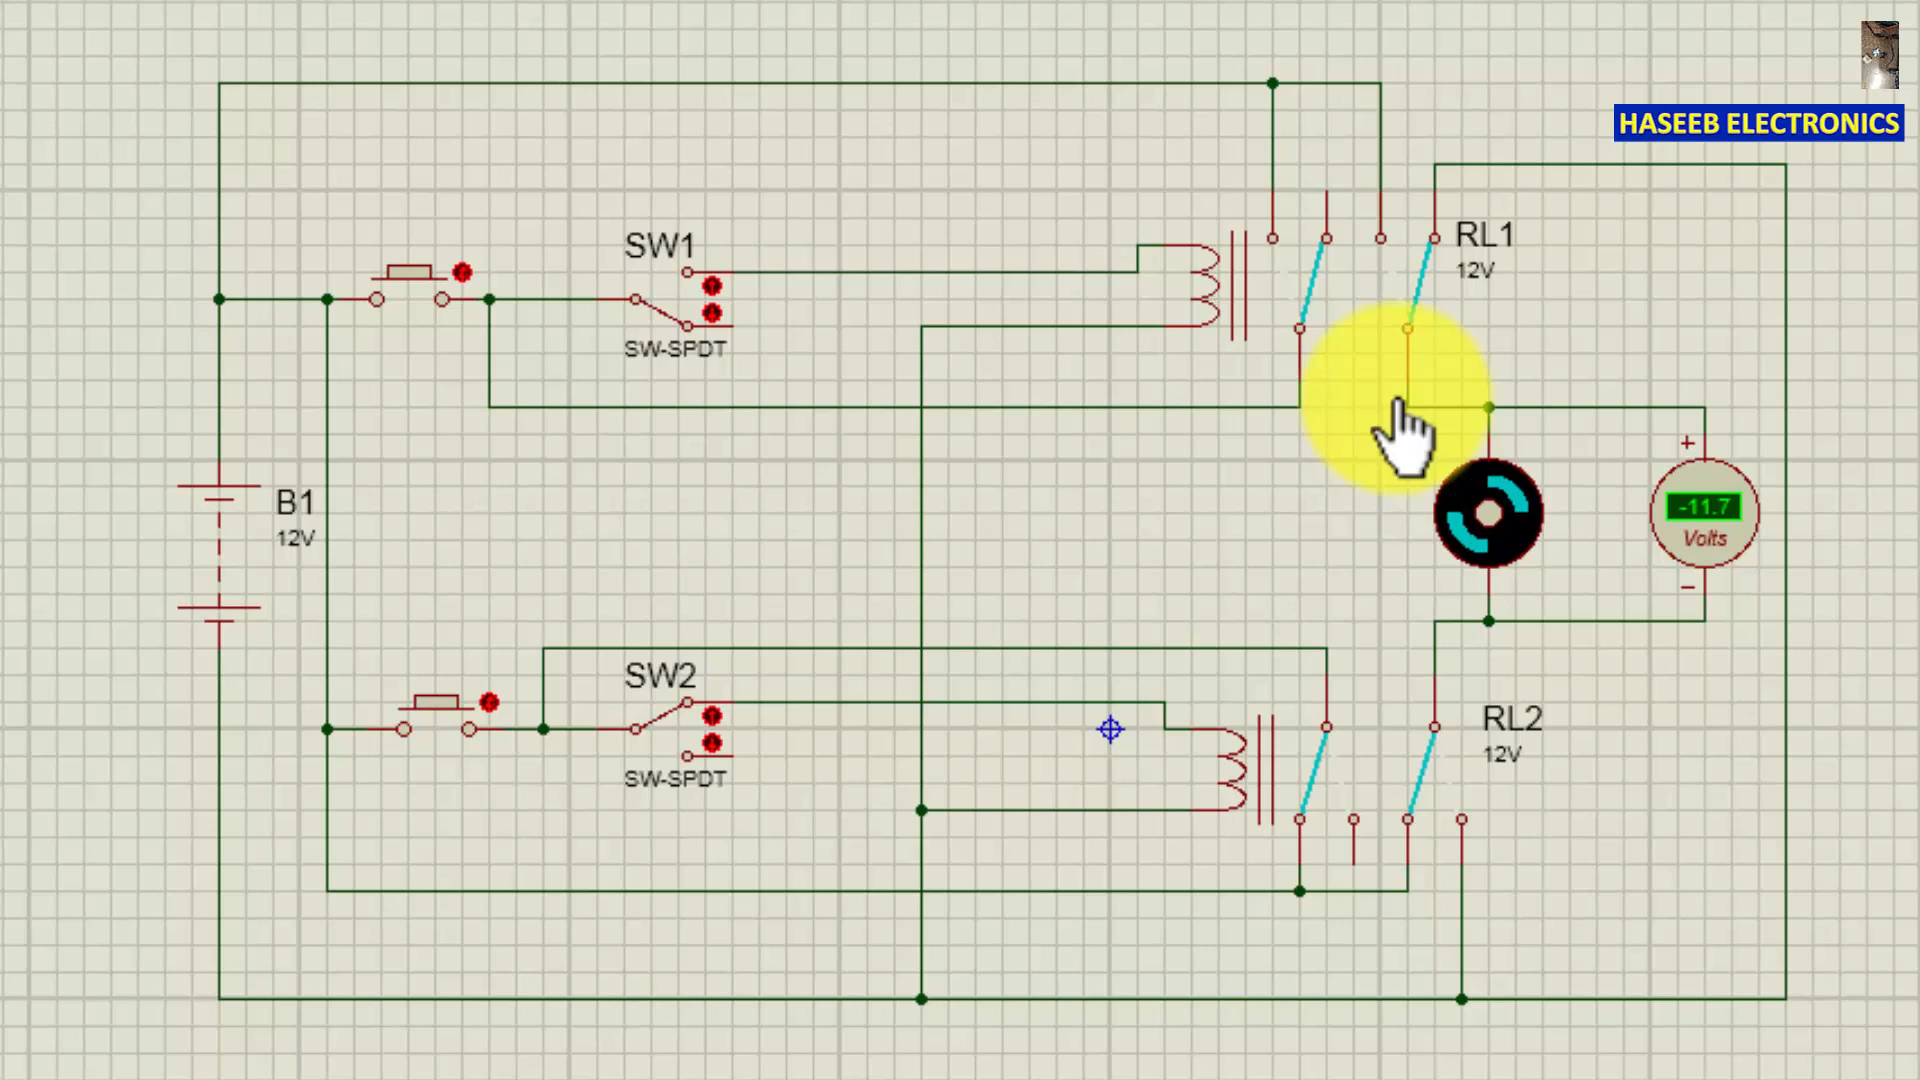 HASEEB ELECTRONICS
SW1
SW-SPDT
RL1
12V
B1
12V
+
-11.7
Volts
−
SW2
SW-SPDT
RL2
12V